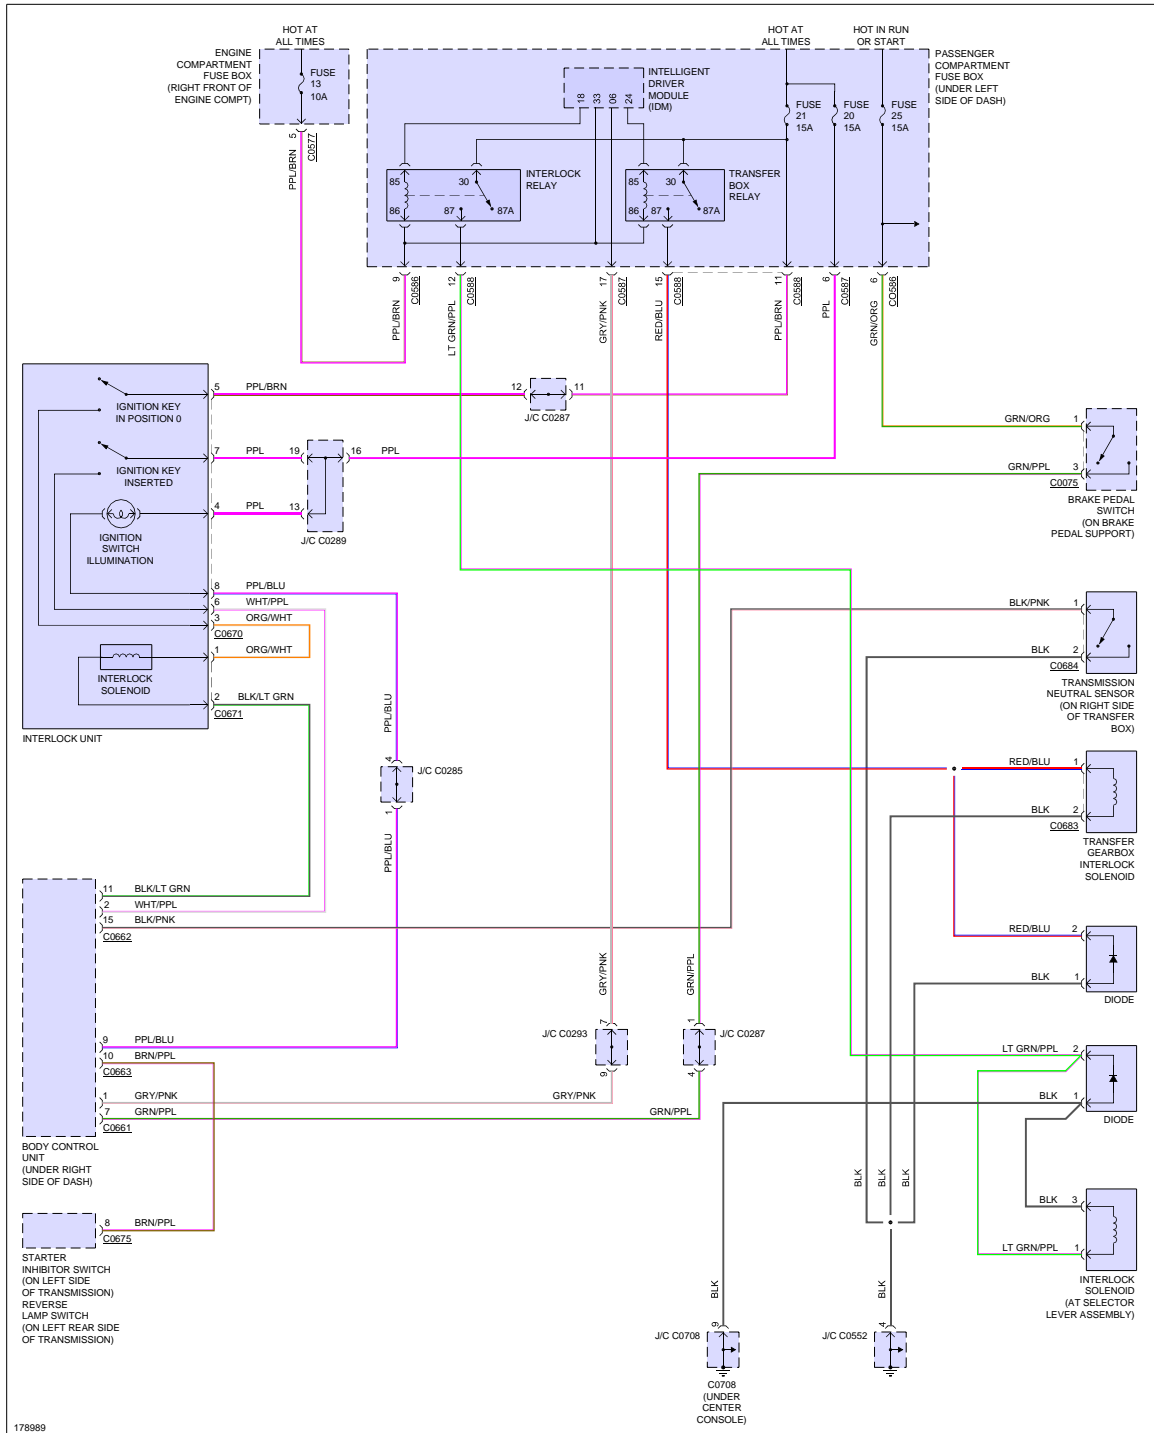 HOT AT
ALL TIMES
ENGINE
COMPARTMENT
FUSE BOX
(RIGHT FRONT OF
ENGINE COMPT)
FUSE
13
10A
5
C0577
PPL/BRN
HOT AT
ALL TIMES
HOT IN RUN
OR START
PASSENGER
COMPARTMENT
FUSE BOX
(UNDER LEFT
SIDE OF DASH)
INTELLIGENT
DRIVER
MODULE
(IDM)
18
33
06
24
FUSE
21
15A
FUSE
20
15A
FUSE
25
15A
85
30
86
87
87A
INTERLOCK
RELAY
85
30
86
87
87A
TRANSFER
BOX
RELAY
9
C0586
12
C0588
17
C0587
15
C0588
11
C0588
6
C0587
6
CO586
PPL/BRN
LT GRN/PPL
GRY/PNK
RED/BLU
PPL/BRN
PPL
GRN/ORG
IGNITION KEY
IN POSITION 0
IGNITION KEY
INSERTED
IGNITION
SWITCH
ILLUMINATION
INTERLOCK
SOLENOID
INTERLOCK UNIT
5
PPL/BRN
12
11
J/C C0287
7
PPL
19
16
PPL
4
PPL
13
J/C C0289
8
PPL/BLU
6
WHT/PPL
3
ORG/WHT
C0670
1
ORG/WHT
2
BLK/LT GRN
C0671
PPL/BLU
4
J/C C0285
1
PPL/BLU
GRN/ORG
1
GRN/PPL
3
C0075
BRAKE PEDAL
SWITCH
(ON BRAKE
PEDAL SUPPORT)
BLK/PNK
1
BLK
2
C0684
TRANSMISSION
NEUTRAL SENSOR
(ON RIGHT SIDE
OF TRANSFER
BOX)
RED/BLU
1
BLK
2
C0683
TRANSFER
GEARBOX
INTERLOCK
SOLENOID
RED/BLU
2
BLK
1
DIODE
11
BLK/LT GRN
2
WHT/PPL
15
BLK/PNK
C0662
9
PPL/BLU
10
BRN/PPL
C0663
1
GRY/PNK
7
GRN/PPL
C0661
BODY CONTROL
UNIT
(UNDER RIGHT
SIDE OF DASH)
GRY/PNK
7
J/C C0293
9
GRY/PNK
GRN/PPL
1
J/C C0287
4
GRN/PPL
LT GRN/PPL
2
BLK
1
DIODE
BLK
BLK
BLK
BLK
3
LT GRN/PPL
1
INTERLOCK
SOLENOID
(AT SELECTOR
LEVER ASSEMBLY)
8
BRN/PPL
C0675
STARTER
INHIBITOR SWITCH
(ON LEFT SIDE
OF TRANSMISSION)
REVERSE
LAMP SWITCH
(ON LEFT REAR SIDE
OF TRANSMISSION)
BLK
9
J/C C0708
C0708
(UNDER
CENTER
CONSOLE)
BLK
4
J/C C0552
178989